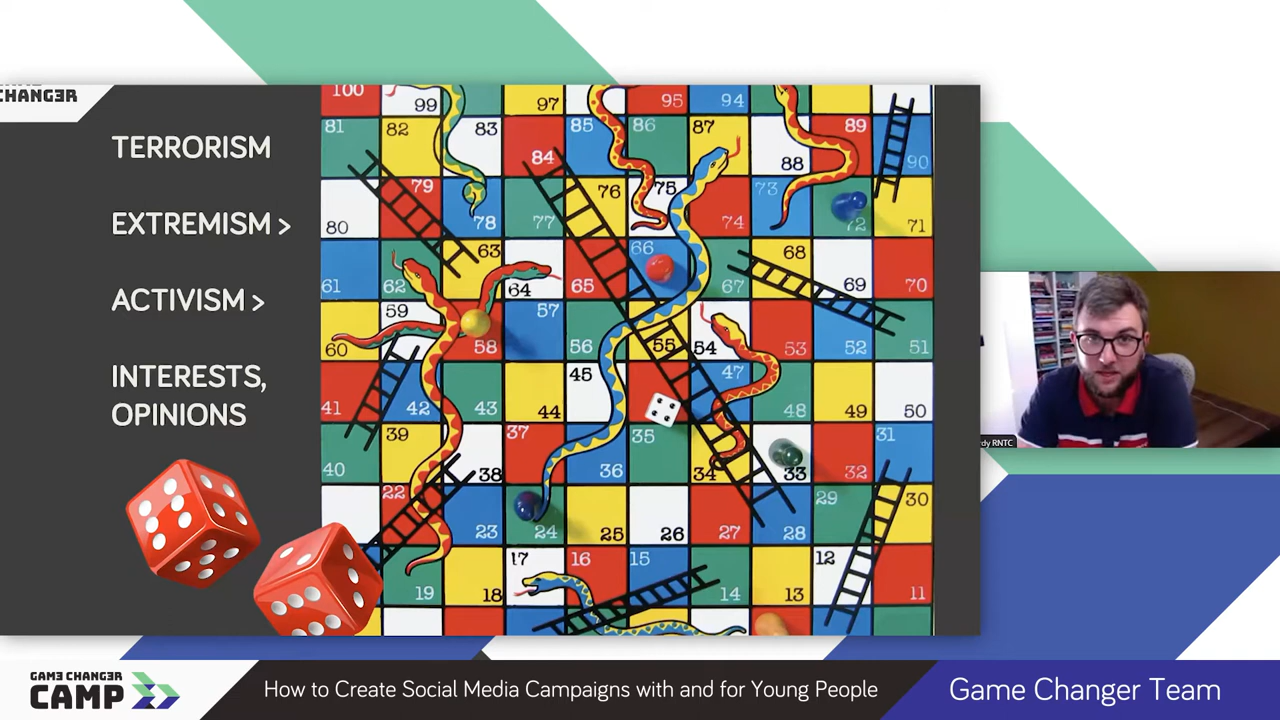 CHANGER
TERRORISM
EXTREMISM >
ACTIVISM >
INTERESTS,
OPINIONS
100 99 97 95 94
81 82 83 84 85 86 87 88 89 90
80 79 78 77 76 75 74 73 72 71
61 62 63 64 65 66 67 68 69 70
60 59 58 57 56 55 54 53 52 51
41 42 43 44 45 47 48 49 50
40 39 38 37 36 35 34 33 32 31
22 23 24 25 26 27 28 29 30
19 18 17 16 15 14 13 12 11
dy RNTC
GAME CHANGER
CAMP
How to Create Social Media Campaigns with and for Young People
Game Changer Team